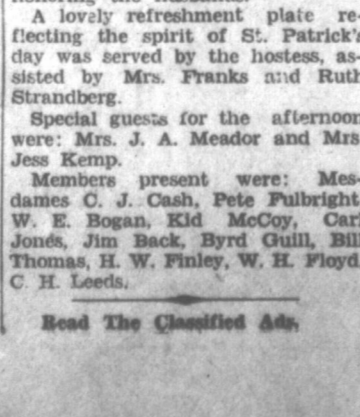 A lovely refreshment plate re
flecting the spirit of St. Patrick's
day was served by the hostess, as-
sisted by Mrs. Franks and Ruth
Strandberg.
Special guests for the afternoon
were: Mrs. J. A. Meador and Mrs
Jess Kemp.
Members present were: Mes-
dames C. J. Cash, Pete Fulbright
W. E. Bogan, Kid McCoy, Carl
Jones, Jim Back, Byrd Guill, Bill
Thomas, H. W. Finley, W. H. Floyd
C. H. Leeds.
Read The Classified Ads.